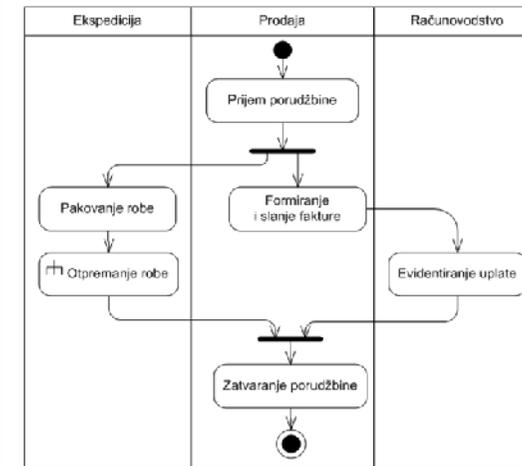 Ekspedicija
Prodaja
Računovodstvo
Prijem porudžbine
Pakovanje robe
Formiranje
i slanje fakture
Otpremanje robe
Evidentiranje uplate
Zatvaranje porudžbine